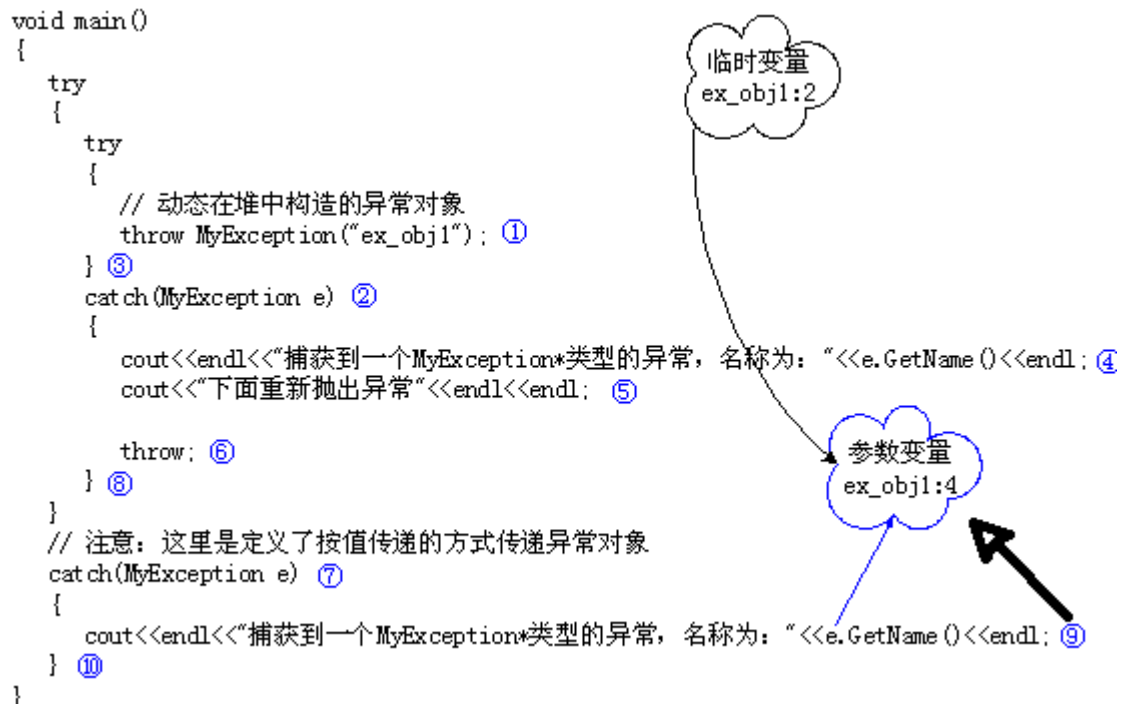 void main()
{
try
{
try
{
// 动态在堆中构造的异常对象
throw MyException("ex_obj1"); ①
} ③
catch(MyException e) ②
{
cout<<endl<<"捕获到一个MyException*类型的异常，名称为："<<e.GetName()<<endl; ④
cout<<"下面重新抛出异常"<<endl<<endl; ⑤
throw; ⑥
} ⑧
}
// 注意：这里是定义了按值传递的方式传递异常对象
catch(MyException e) ⑦
{
cout<<endl<<"捕获到一个MyException*类型的异常，名称为："<<e.GetName()<<endl; ⑨
} ⑩
}
临时变量
ex_obj1:2
参数变量
ex_obj1:4